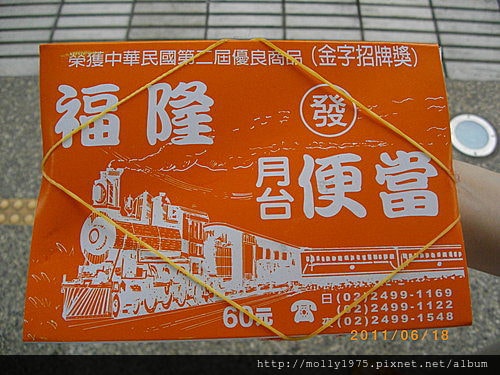 榮獲中華民國第二屆優良商品(金字招牌獎)
福隆 發
月台便當
日(02)2499-1169
(02)2499-1122
60元 ☎ (02)2499-1548
2011/06/18
http://molly1975.pixnet.net/album